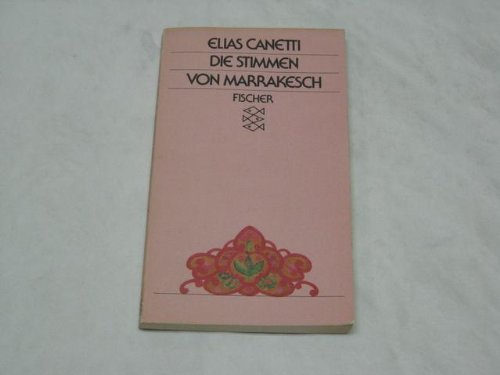 ELIAS CANETTI
DIE STIMMEN
VON MARRAKESCH
FISCHER